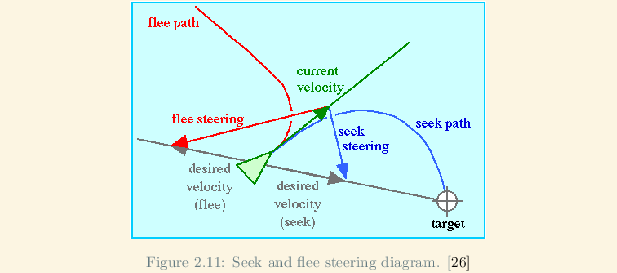 flee path
current
velocity
flee steering
seek path
seek
steering
desired
velocity
(flee)
desired
velocity
(seek)
target
Figure 2.11: Seek and flee steering diagram. [26]